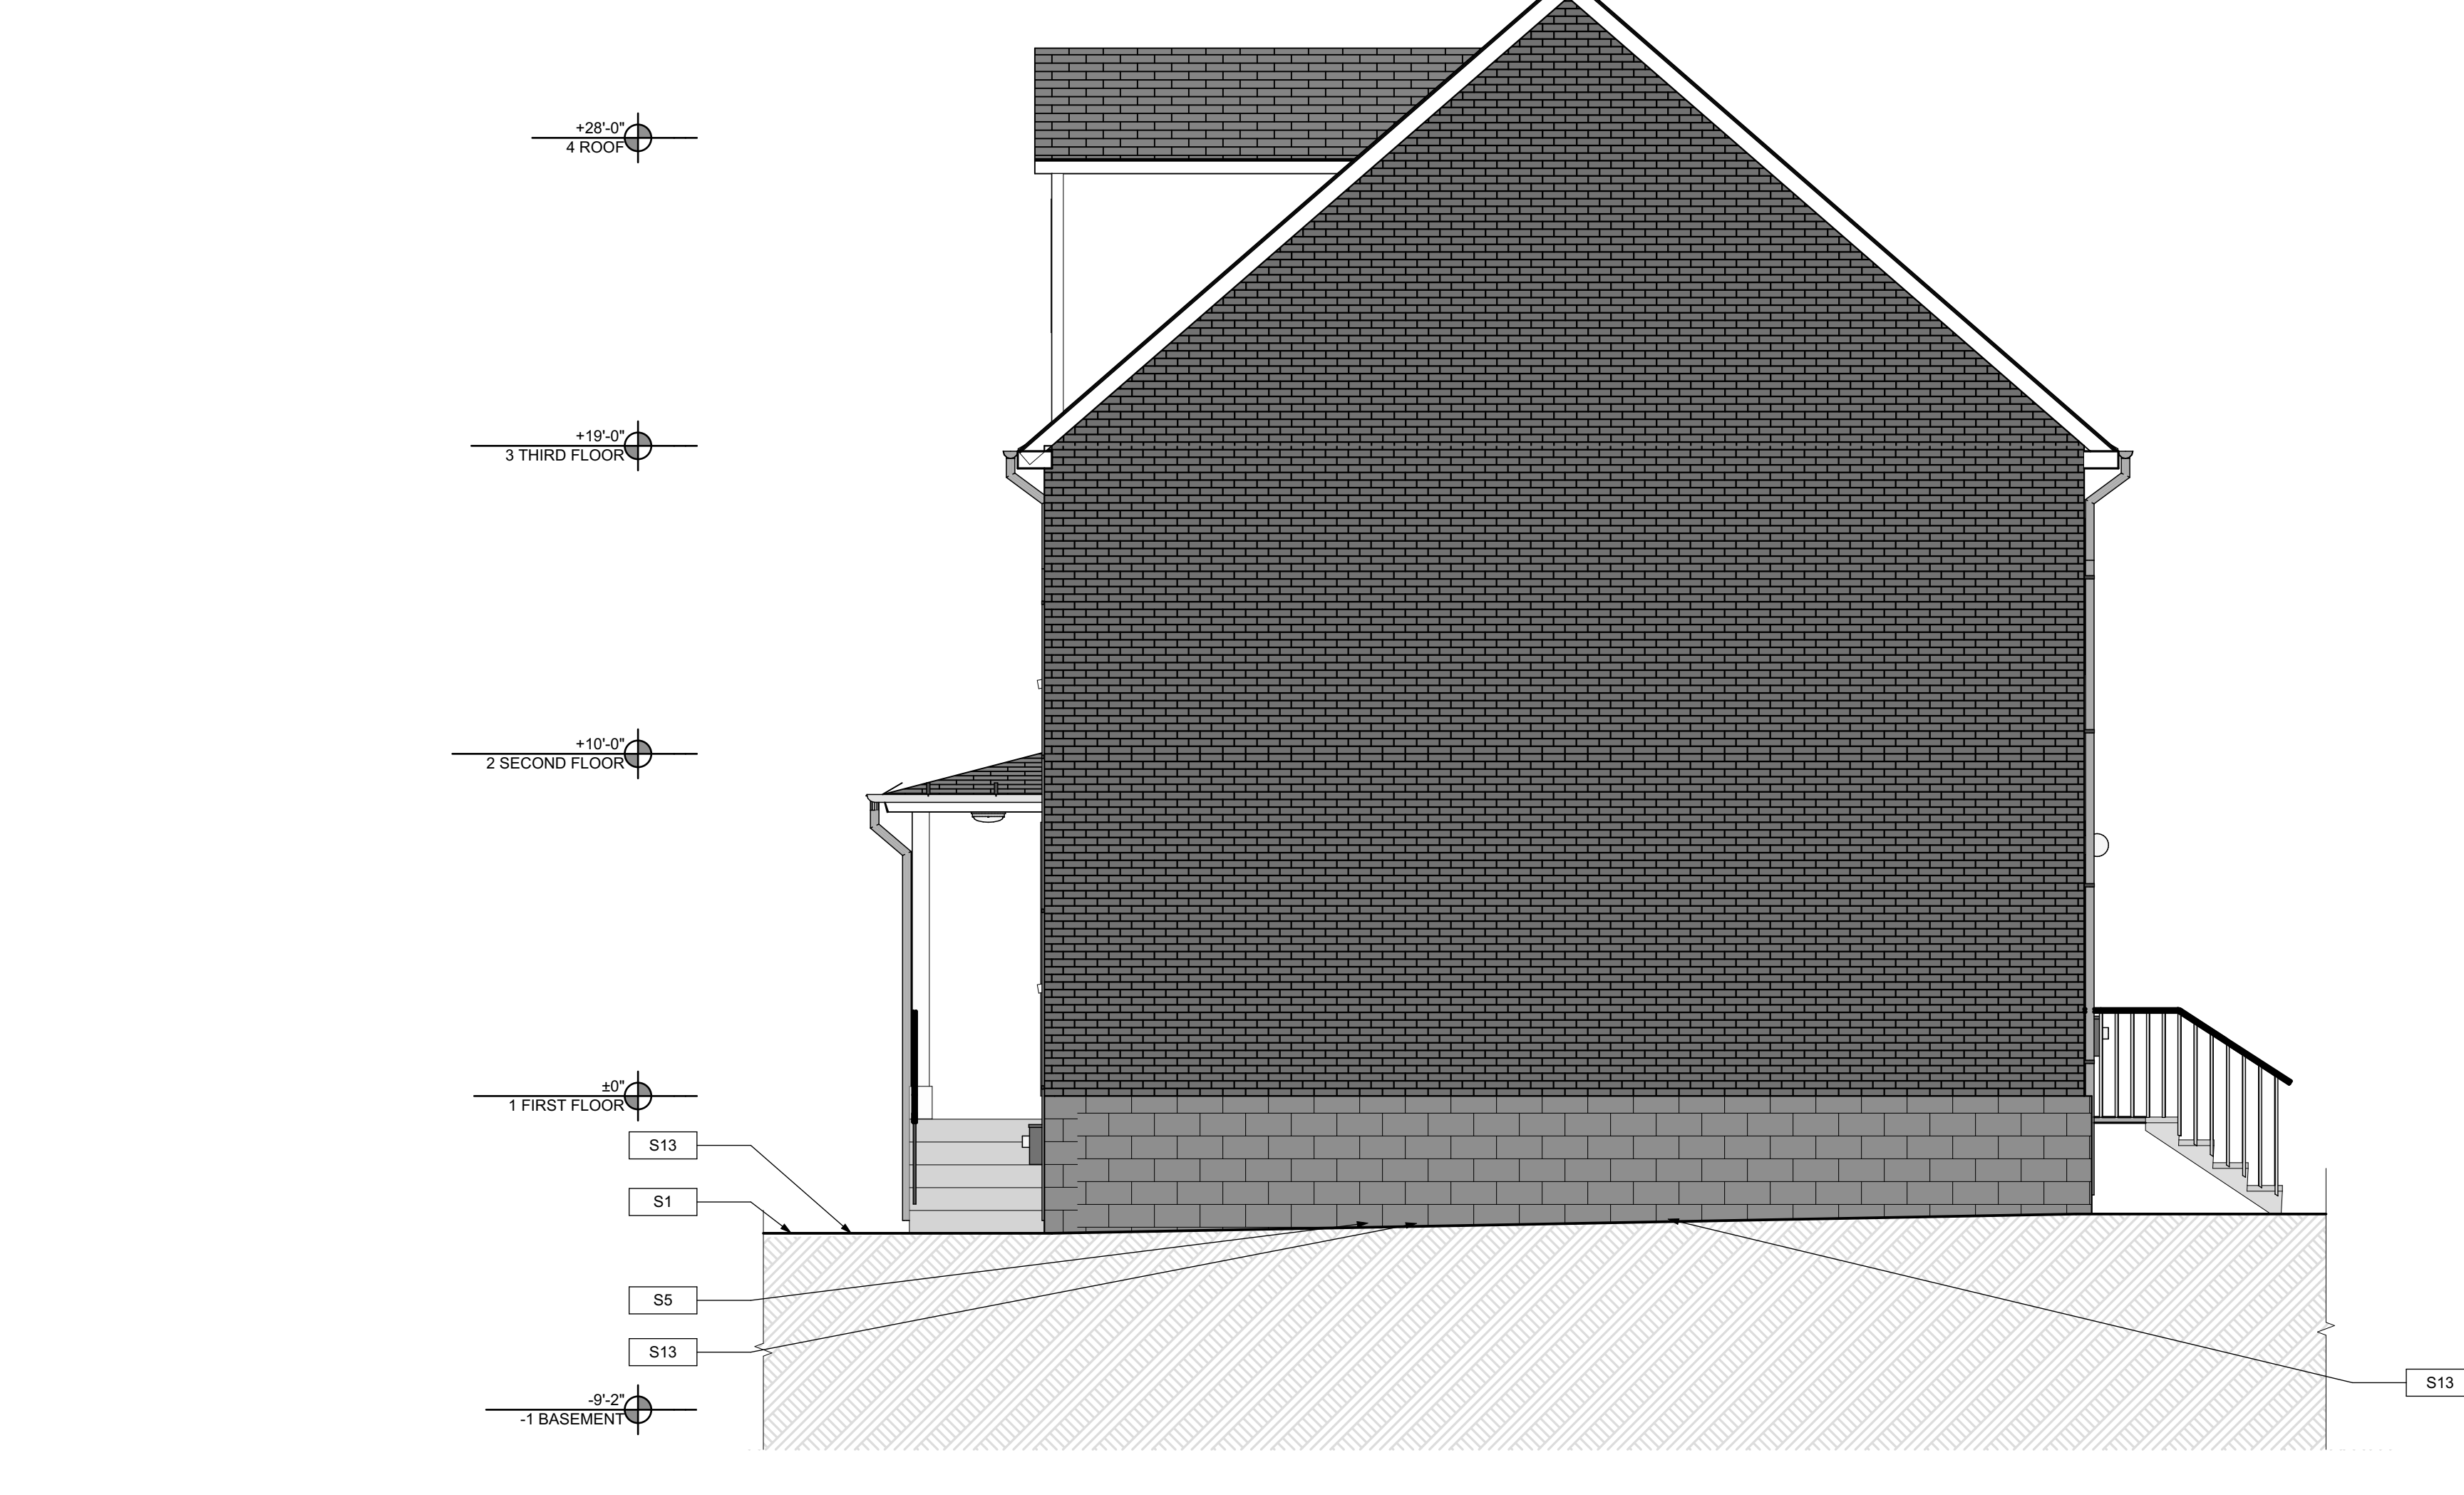 +28'-0"
4 ROOF
+19'-0"
3 THIRD FLOOR
+10'-0"
2 SECOND FLOOR
±0"
1 FIRST FLOOR
S13
S1
S5
S13
S13
-9'-2"
-1 BASEMENT